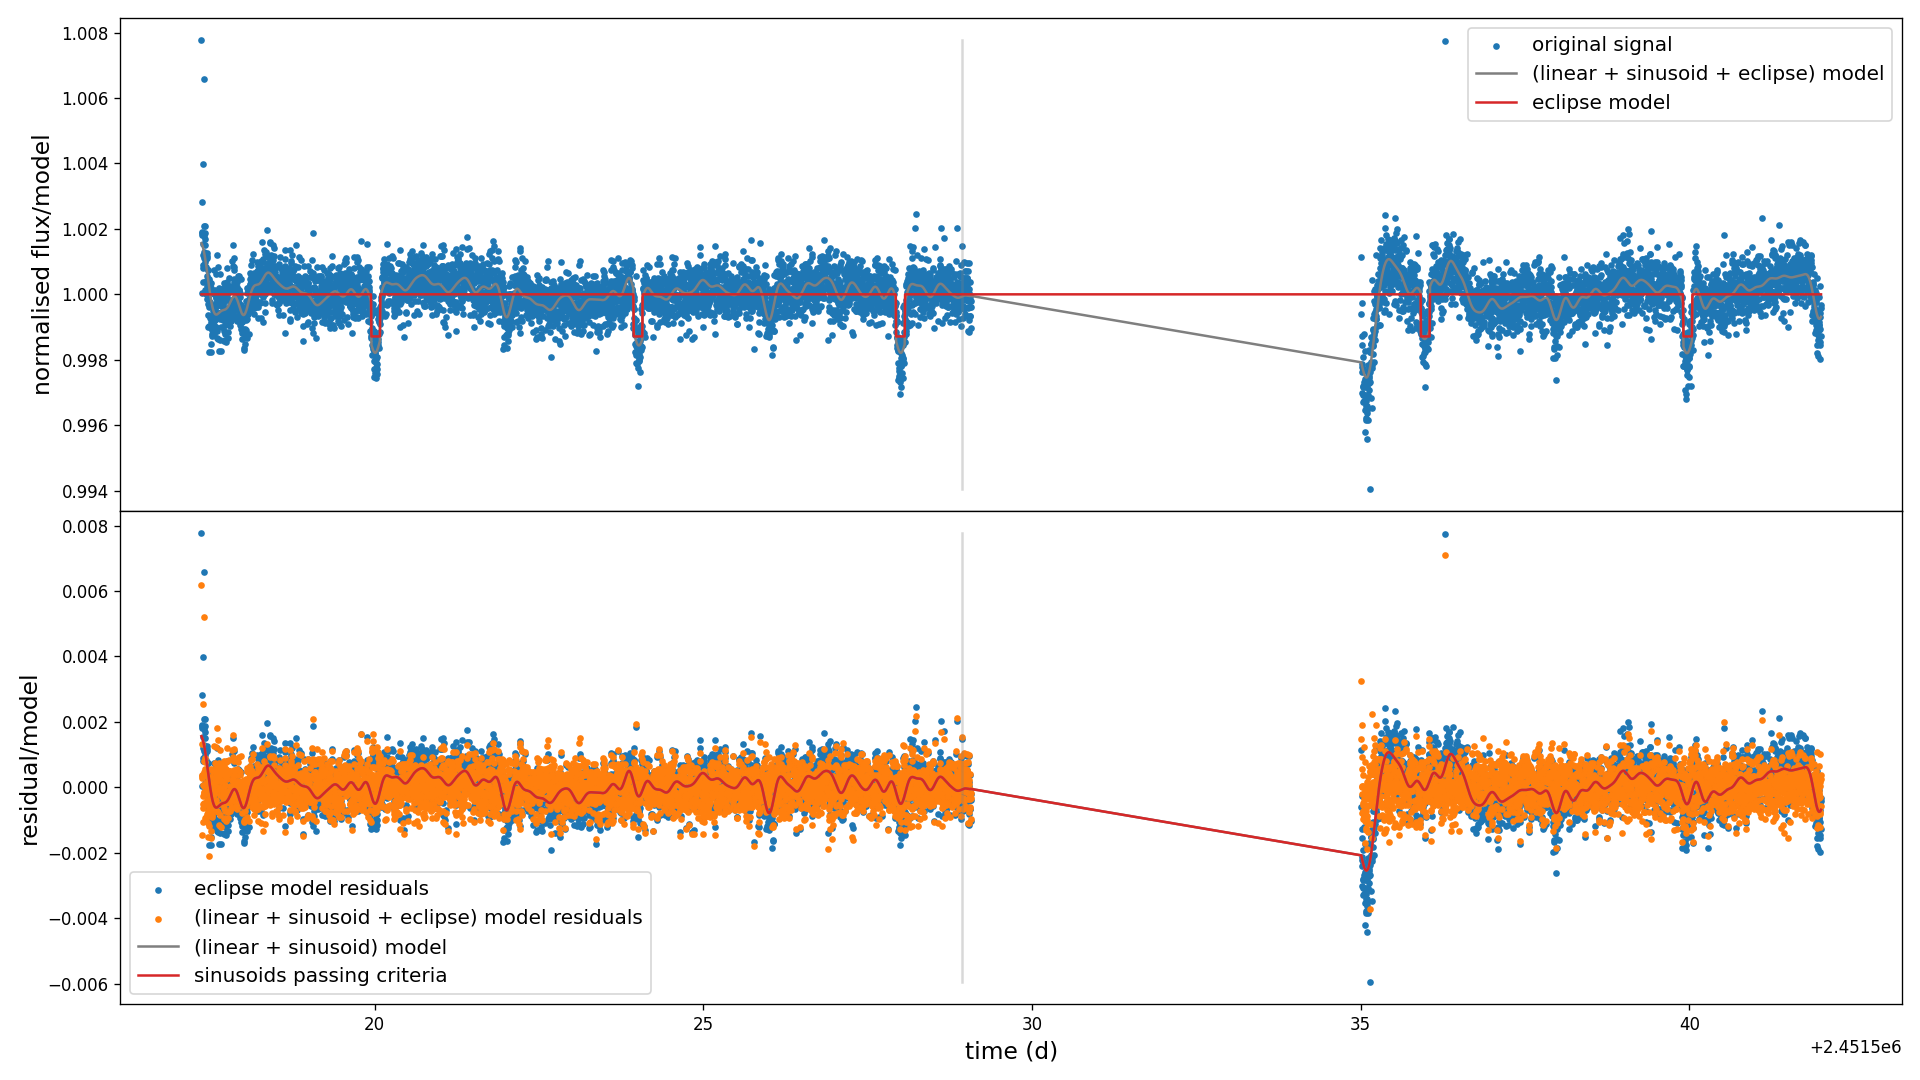 1.008
1.006
1.004
1.002
1.000
0.998
0.996
0.994
normalised flux/model
original signal
(linear + sinusoid + eclipse) model
eclipse model
0.008
0.006
0.004
0.002
0.000
−0.002
−0.004
−0.006
residual/model
eclipse model residuals
(linear + sinusoid + eclipse) model residuals
(linear + sinusoid) model
sinusoids passing criteria
20
25
30
35
40
time (d)
+2.4515e6